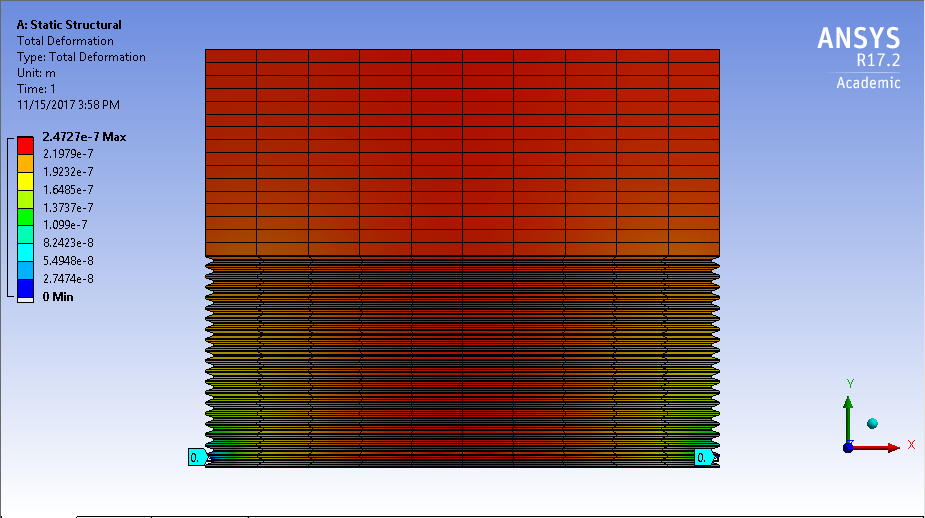 A: Static Structural
Total Deformation
Type: Total Deformation
Unit: m
Time: 1
11/15/2017 3:58 PM
2.4727e-7 Max
2.1979e-7
1.9232e-7
1.6485e-7
1.3737e-7
1.099e-7
8.2423e-8
5.4948e-8
2.7474e-8
0 Min
ANSYS
R17.2
Academic
0.
0.
Y
X